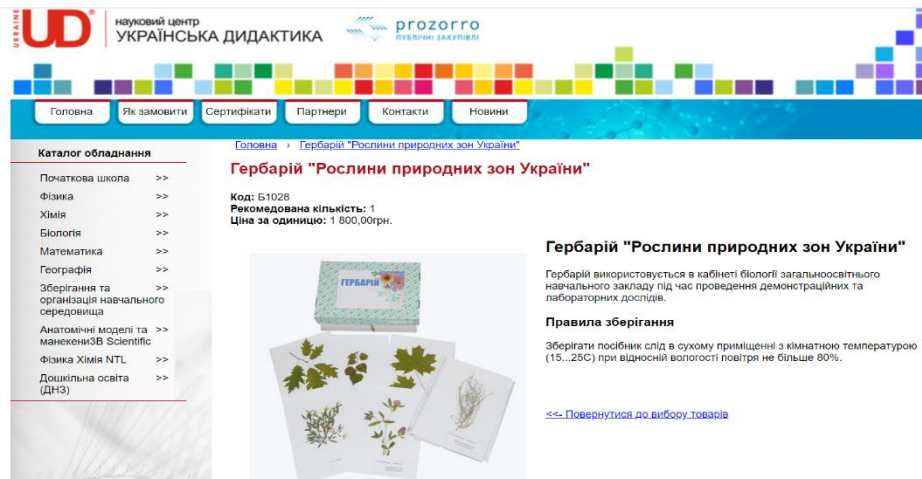 UKRAINE
UD
науковий центр
УКРАЇНСЬКА ДИДАКТИКА
prozorro
ПУБЛІЧНІ ЗАКУПІВЛІ
Головна
Як замовити
Сертифікати
Партнери
Контакти
Новини
Каталог обладнання
Початкова школа >>
Фізика >>
Хімія >>
Біологія >>
Математика >>
Географія >>
Зберігання та >>
організація навчального
середовища
Анатомічні моделі та >>
манекени3B Scientific
Фізика Хімія NTL >>
Дошкільна освіта >>
(ДНЗ)
Головна › Гербарій "Рослини природних зон України"
Гербарій "Рослини природних зон України"
Код: Б1028
Рекомедована кількість: 1
Ціна за одиницю: 1 800,00грн.
ГЕРБАРІЙ
Гербарій "Рослини природних зон України"
Гербарій використовується в кабінеті біології загальноосвітнього
навчального закладу під час проведення демонстраційних та
лабораторних дослідів.
Правила зберігання
Зберігати посібник слід в сухому приміщенні з кімнатною температурою
(15...25С) при відносній вологості повітря не більше 80%.
<<- Повернутися до вибору товарів